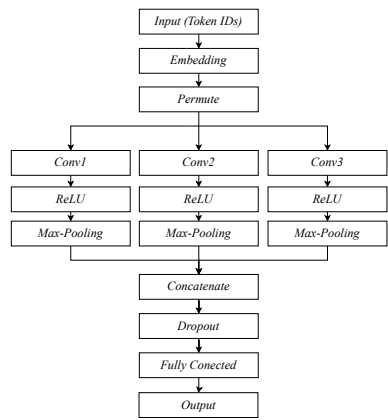 Input (Token IDs)
Embedding
Permute
Conv1 Conv2 Conv3
ReLU ReLU ReLU
Max-Pooling Max-Pooling Max-Pooling
Concatenate
Dropout
Fully Conected
Output